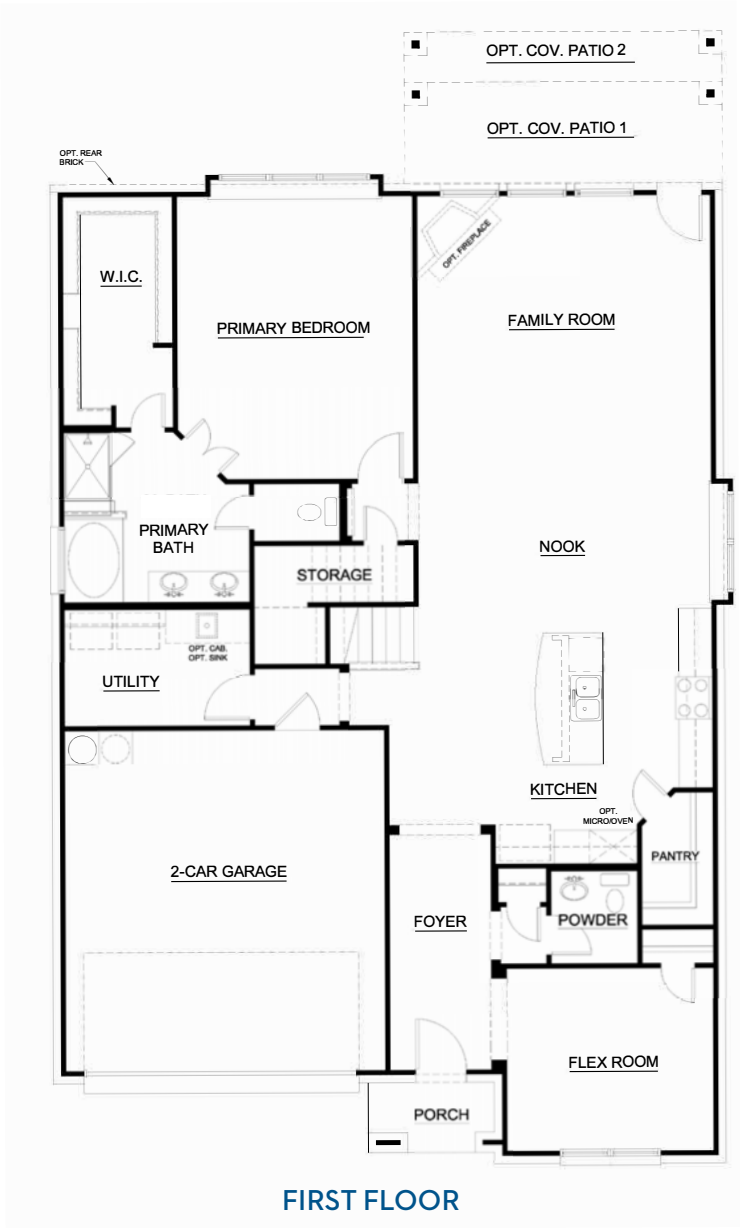 OPT. COV. PATIO 2
OPT. COV. PATIO 1
OPT. REAR
BRICK
OPT. FIREPLACE
W.I.C.
PRIMARY BEDROOM
FAMILY ROOM
PRIMARY
BATH
NOOK
STORAGE
OPT. CAB.
OPT. SINK
UTILITY
KITCHEN
OPT.
MICRO/OVEN
PANTRY
2-CAR GARAGE
FOYER
POWDER
FLEX ROOM
PORCH
FIRST FLOOR